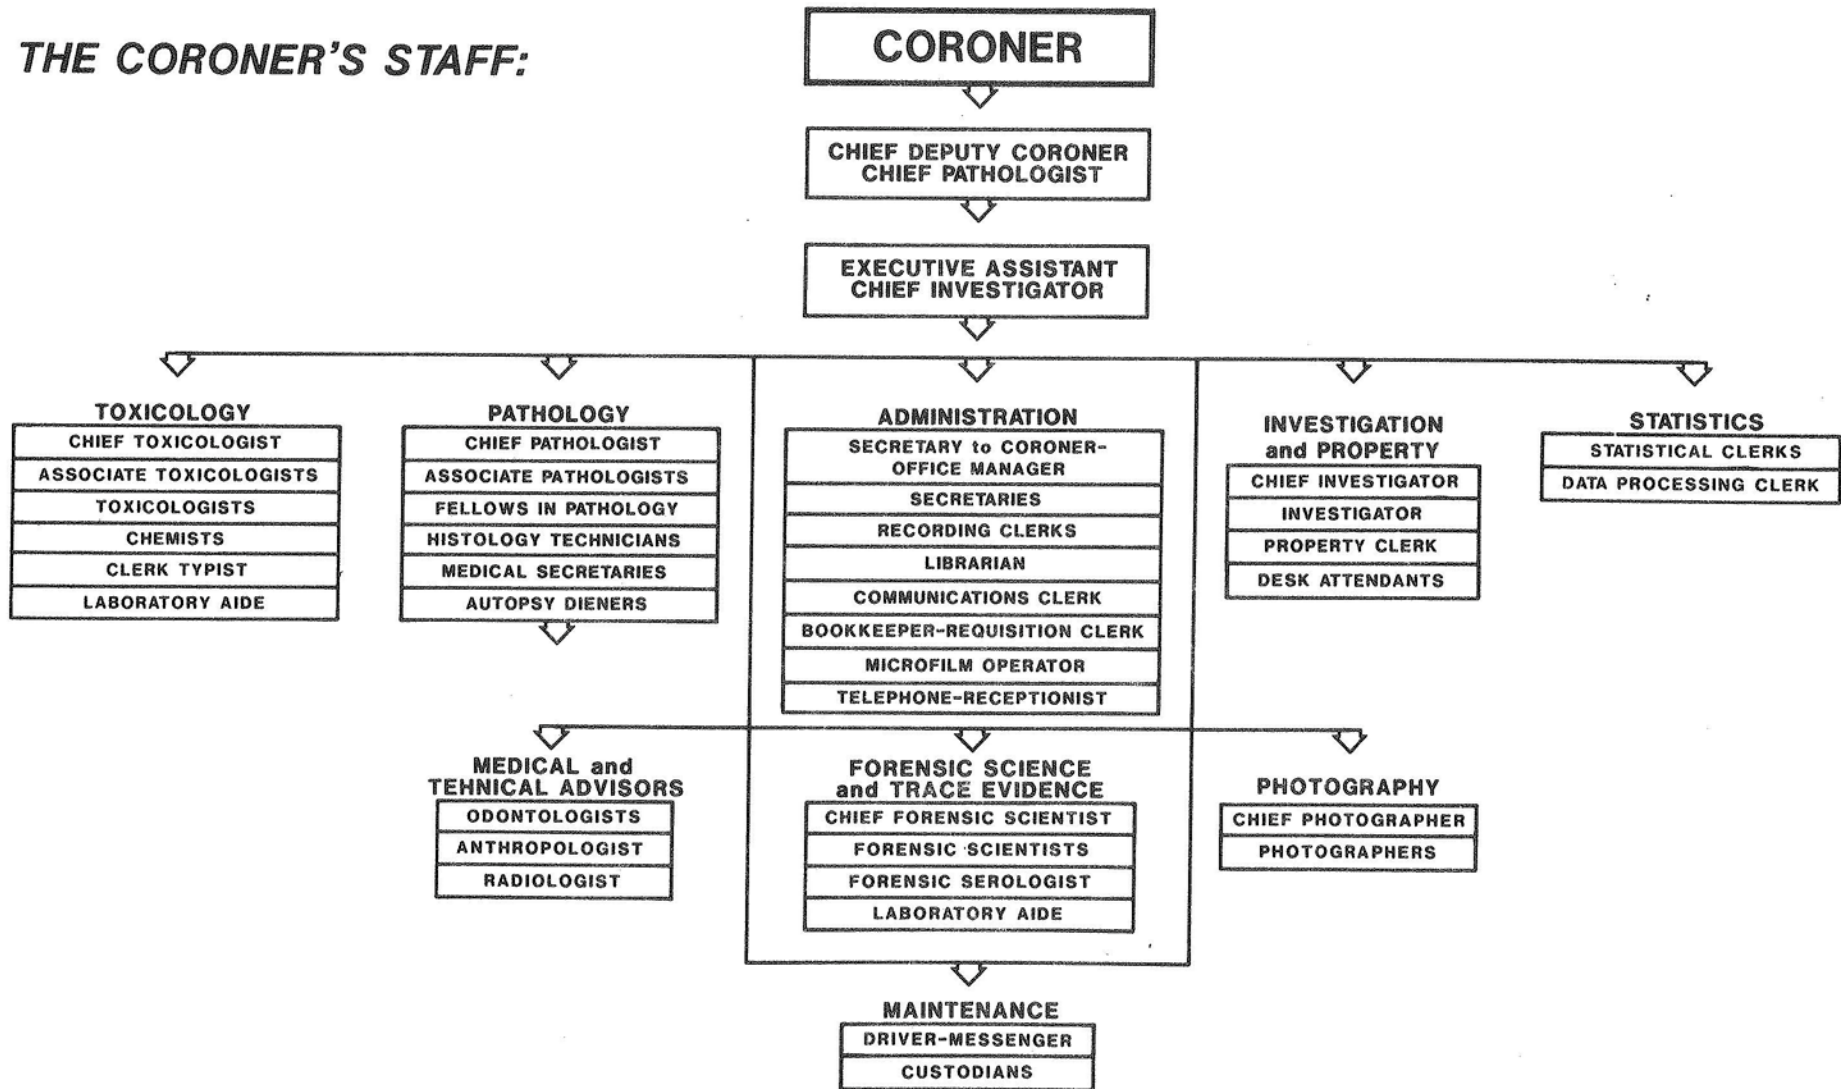 THE CORONER'S STAFF:
CORONER
CHIEF DEPUTY CORONER
CHIEF PATHOLOGIST
EXECUTIVE ASSISTANT
CHIEF INVESTIGATOR
TOXICOLOGY
CHIEF TOXICOLOGIST
ASSOCIATE TOXICOLOGISTS
TOXICOLOGISTS
CHEMISTS
CLERK TYPIST
LABORATORY AIDE
PATHOLOGY
CHIEF PATHOLOGIST
ASSOCIATE PATHOLOGISTS
FELLOWS IN PATHOLOGY
HISTOLOGY TECHNICIANS
MEDICAL SECRETARIES
AUTOPSY DIENERS
ADMINISTRATION
SECRETARY to CORONER-
OFFICE MANAGER
SECRETARIES
RECORDING CLERKS
LIBRARIAN
COMMUNICATIONS CLERK
BOOKKEEPER-REQUISITION CLERK
MICROFILM OPERATOR
TELEPHONE-RECEPTIONIST
INVESTIGATION
and PROPERTY
CHIEF INVESTIGATOR
INVESTIGATOR
PROPERTY CLERK
DESK ATTENDANTS
STATISTICS
STATISTICAL CLERKS
DATA PROCESSING CLERK
MEDICAL and
TEHNICAL ADVISORS
ODONTOLOGISTS
ANTHROPOLOGIST
RADIOLOGIST
FORENSIC SCIENCE
and TRACE EVIDENCE
CHIEF FORENSIC SCIENTIST
FORENSIC SCIENTISTS
FORENSIC SEROLOGIST
LABORATORY AIDE
PHOTOGRAPHY
CHIEF PHOTOGRAPHER
PHOTOGRAPHERS
MAINTENANCE
DRIVER-MESSENGER
CUSTODIANS